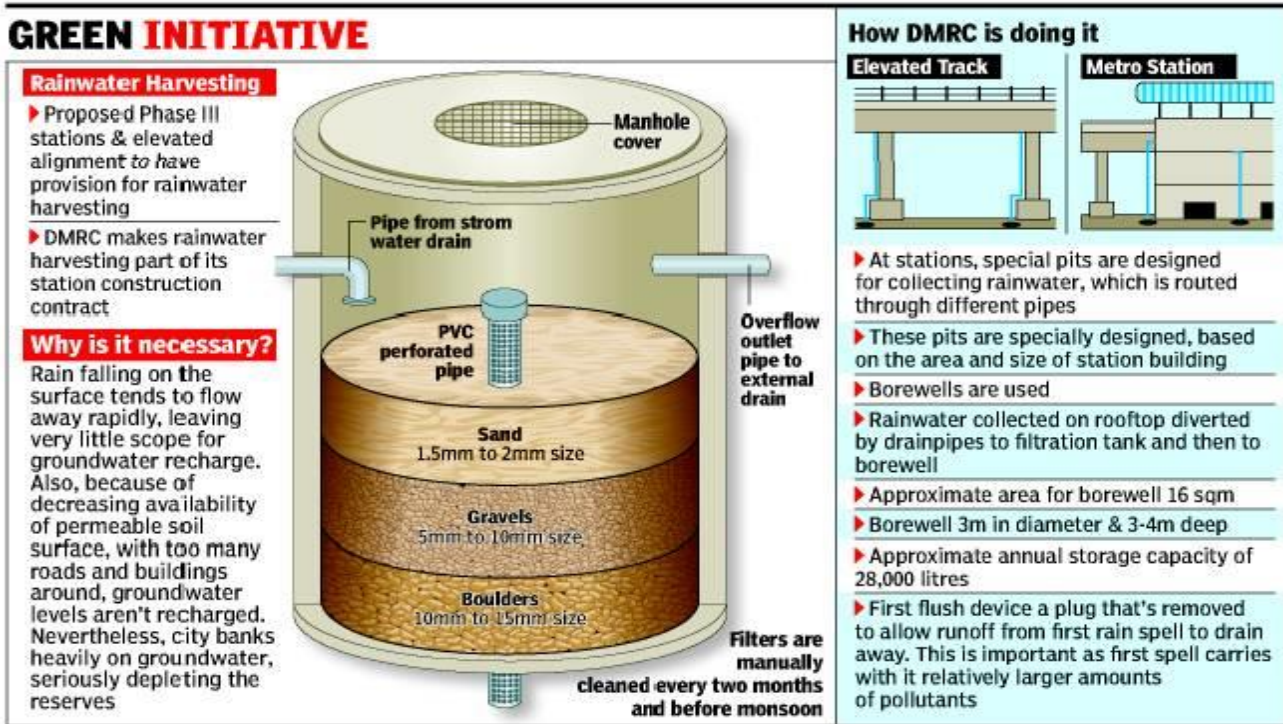 GREEN INITIATIVE
Rainwater Harvesting
Proposed Phase III
stations & elevated
alignment to have
provision for rainwater
harvesting
DMRC makes rainwater
harvesting part of its
station construction
contract
Why is it necessary?
Rain falling on the
surface tends to flow
away rapidly, leaving
very little scope for
groundwater recharge.
Also, because of
decreasing availability
of permeable soil
surface, with too many
roads and buildings
around, groundwater
levels aren't recharged.
Nevertheless, city banks
heavily on groundwater,
seriously depleting the
reserves
Manhole
cover
Pipe from strom
water drain
PVC
perforated
pipe
Overflow
outlet
pipe to
external
drain
Sand
1.5mm to 2mm size
Gravels
5mm to 10mm size
Boulders
10mm to 15mm size
Filters are
manually
cleaned every two months
and before monsoon
How DMRC is doing it
Elevated Track
Metro Station
At stations, special pits are designed
for collecting rainwater, which is routed
through different pipes
These pits are specially designed, based
on the area and size of station building
Borewells are used
Rainwater collected on rooftop diverted
by drainpipes to filtration tank and then to
borewell
Approximate area for borewell 16 sqm
Borewell 3m in diameter & 3-4m deep
Approximate annual storage capacity of
28,000 litres
First flush device a plug that's removed
to allow runoff from first rain spell to drain
away. This is important as first spell carries
with it relatively larger amounts
of pollutants